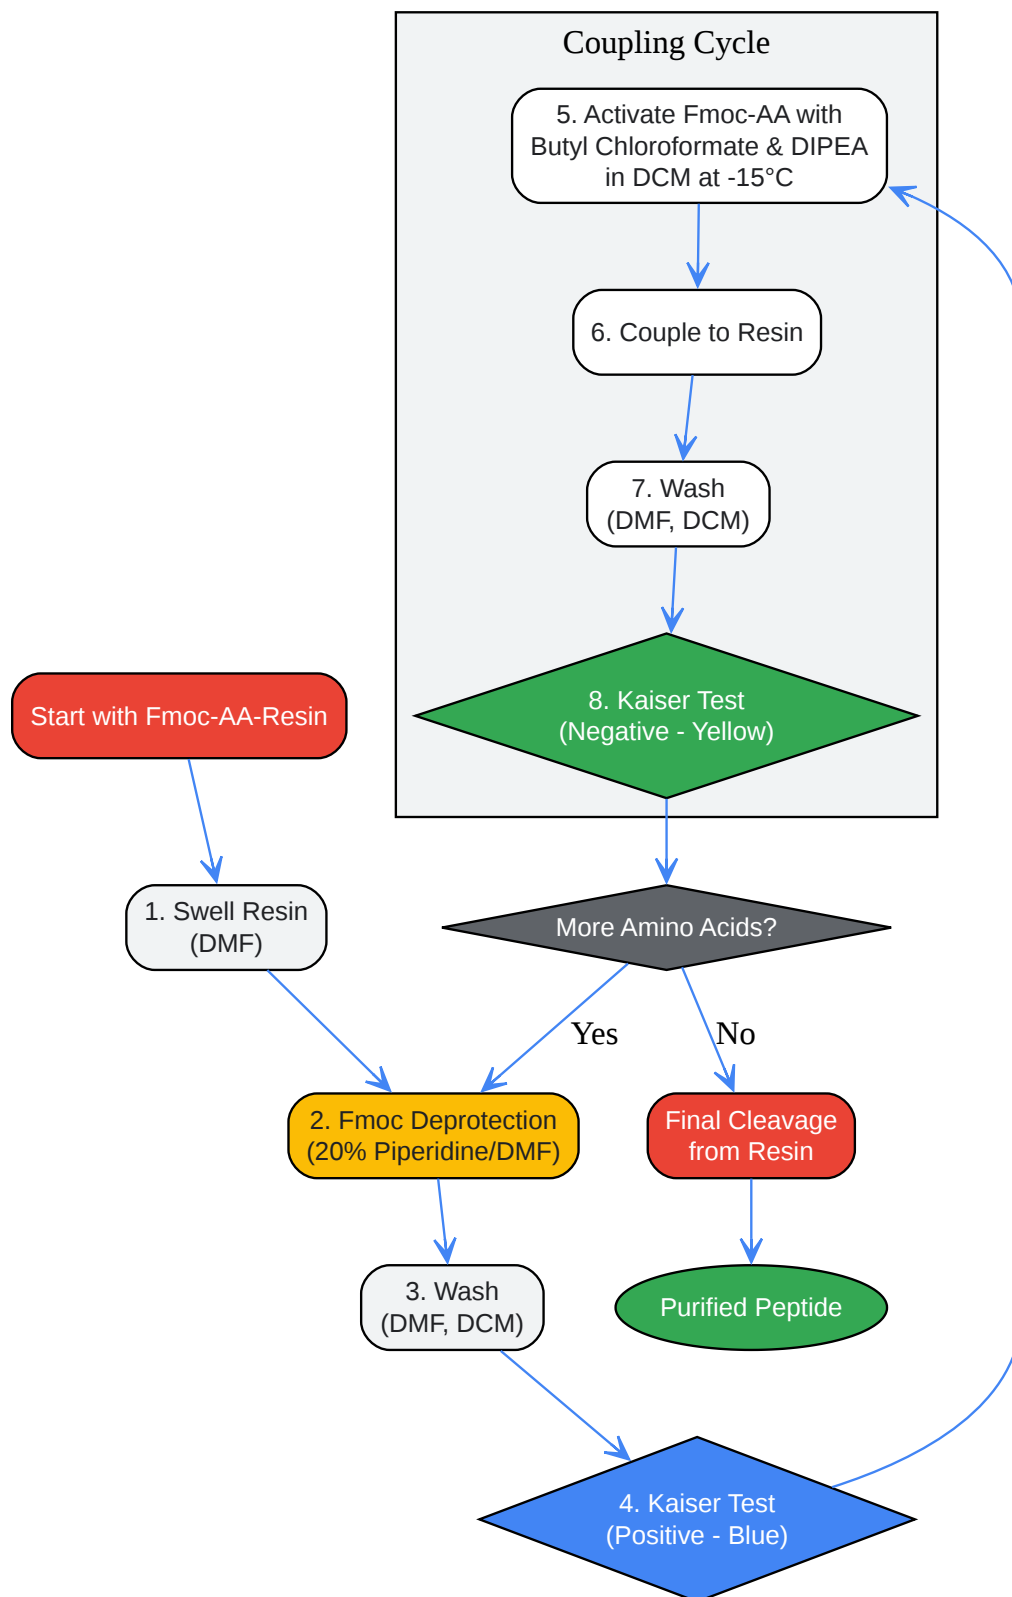 Coupling Cycle
5. Activate Fmoc-AA with
Butyl Chloroformate & DIPEA
in DCM at -15°C
6. Couple to Resin
7. Wash
(DMF, DCM)
8. Kaiser Test
(Negative - Yellow)
Start with Fmoc-AA-Resin
1. Swell Resin
(DMF)
More Amino Acids?
Yes
No
2. Fmoc Deprotection
(20% Piperidine/DMF)
Final Cleavage
from Resin
3. Wash
(DMF, DCM)
Purified Peptide
4. Kaiser Test
(Positive - Blue)